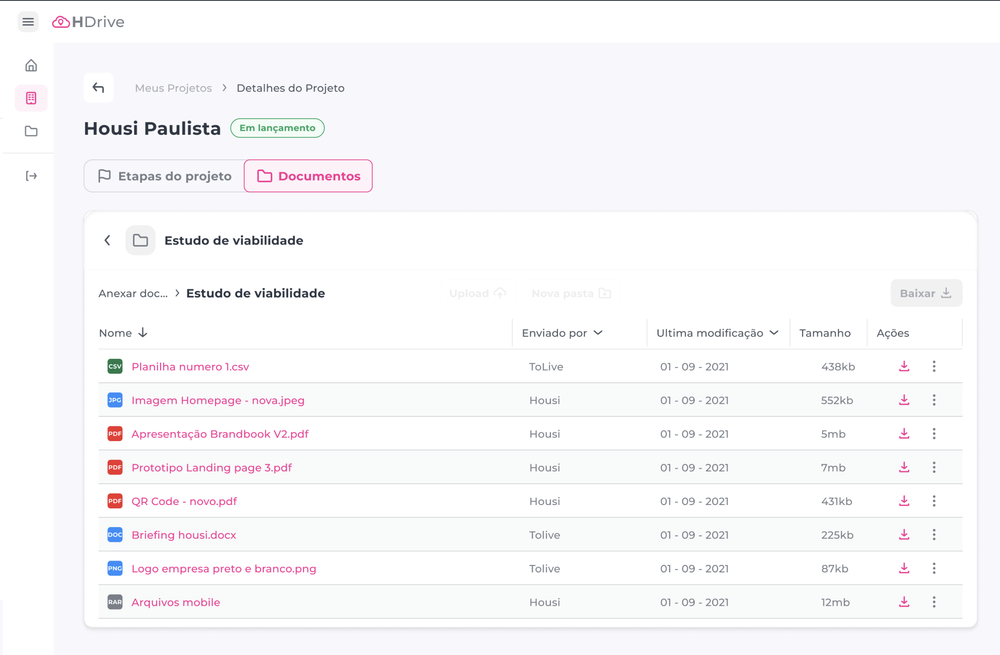 HDrive
Meus Projetos > Detalhes do Projeto
Housi Paulista Em lançamento
Etapas do projeto Documentos
Estudo de viabilidade
Anexar doc... > Estudo de viabilidade Upload Nova pasta Baixar
Nome Enviado por Ultima modificação Tamanho Ações
CSV Planilha numero 1.csv ToLive 01 - 09 - 2021 438kb
JPG Imagem Homepage - nova.jpeg Housi 01 - 09 - 2021 552kb
PDF Apresentação Brandbook V2.pdf Housi 01 - 09 - 2021 5mb
PDF Prototipo Landing page 3.pdf Housi 01 - 09 - 2021 7mb
PDF QR Code - novo.pdf Housi 01 - 09 - 2021 431kb
DOC Briefing housi.docx Tolive 01 - 09 - 2021 225kb
PNG Logo empresa preto e branco.png Tolive 01 - 09 - 2021 87kb
RAR Arquivos mobile Housi 01 - 09 - 2021 12mb